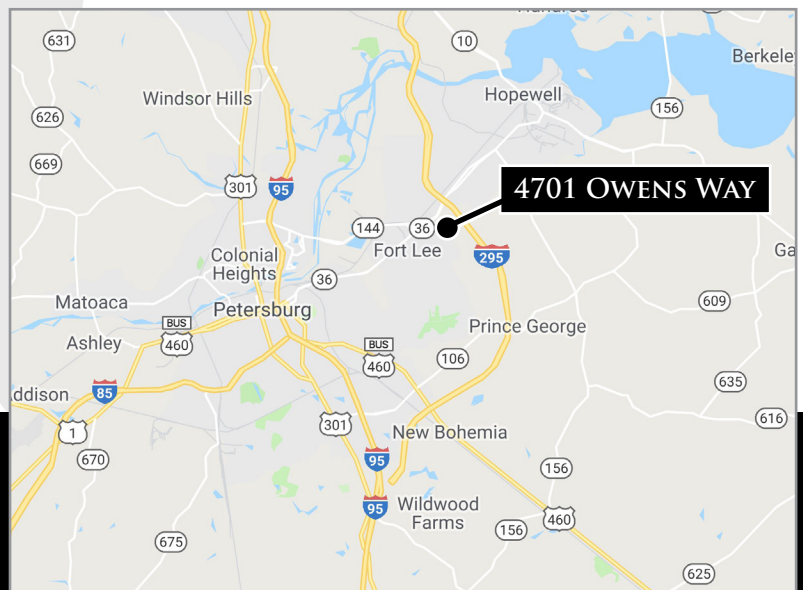 631
10
Berkele
Windsor Hills
Hopewell
156
626
669
301
95
4701 Owens Way
144
36
Fort Lee
295
Ga
Colonial
Heights
36
Matoaca
Petersburg
609
BUS
460
Ashley
BUS
460
Prince George
106
ddison
85
635
616
301
1
New Bohemia
670
95
156
95
Wildwood
Farms
156
460
675
625